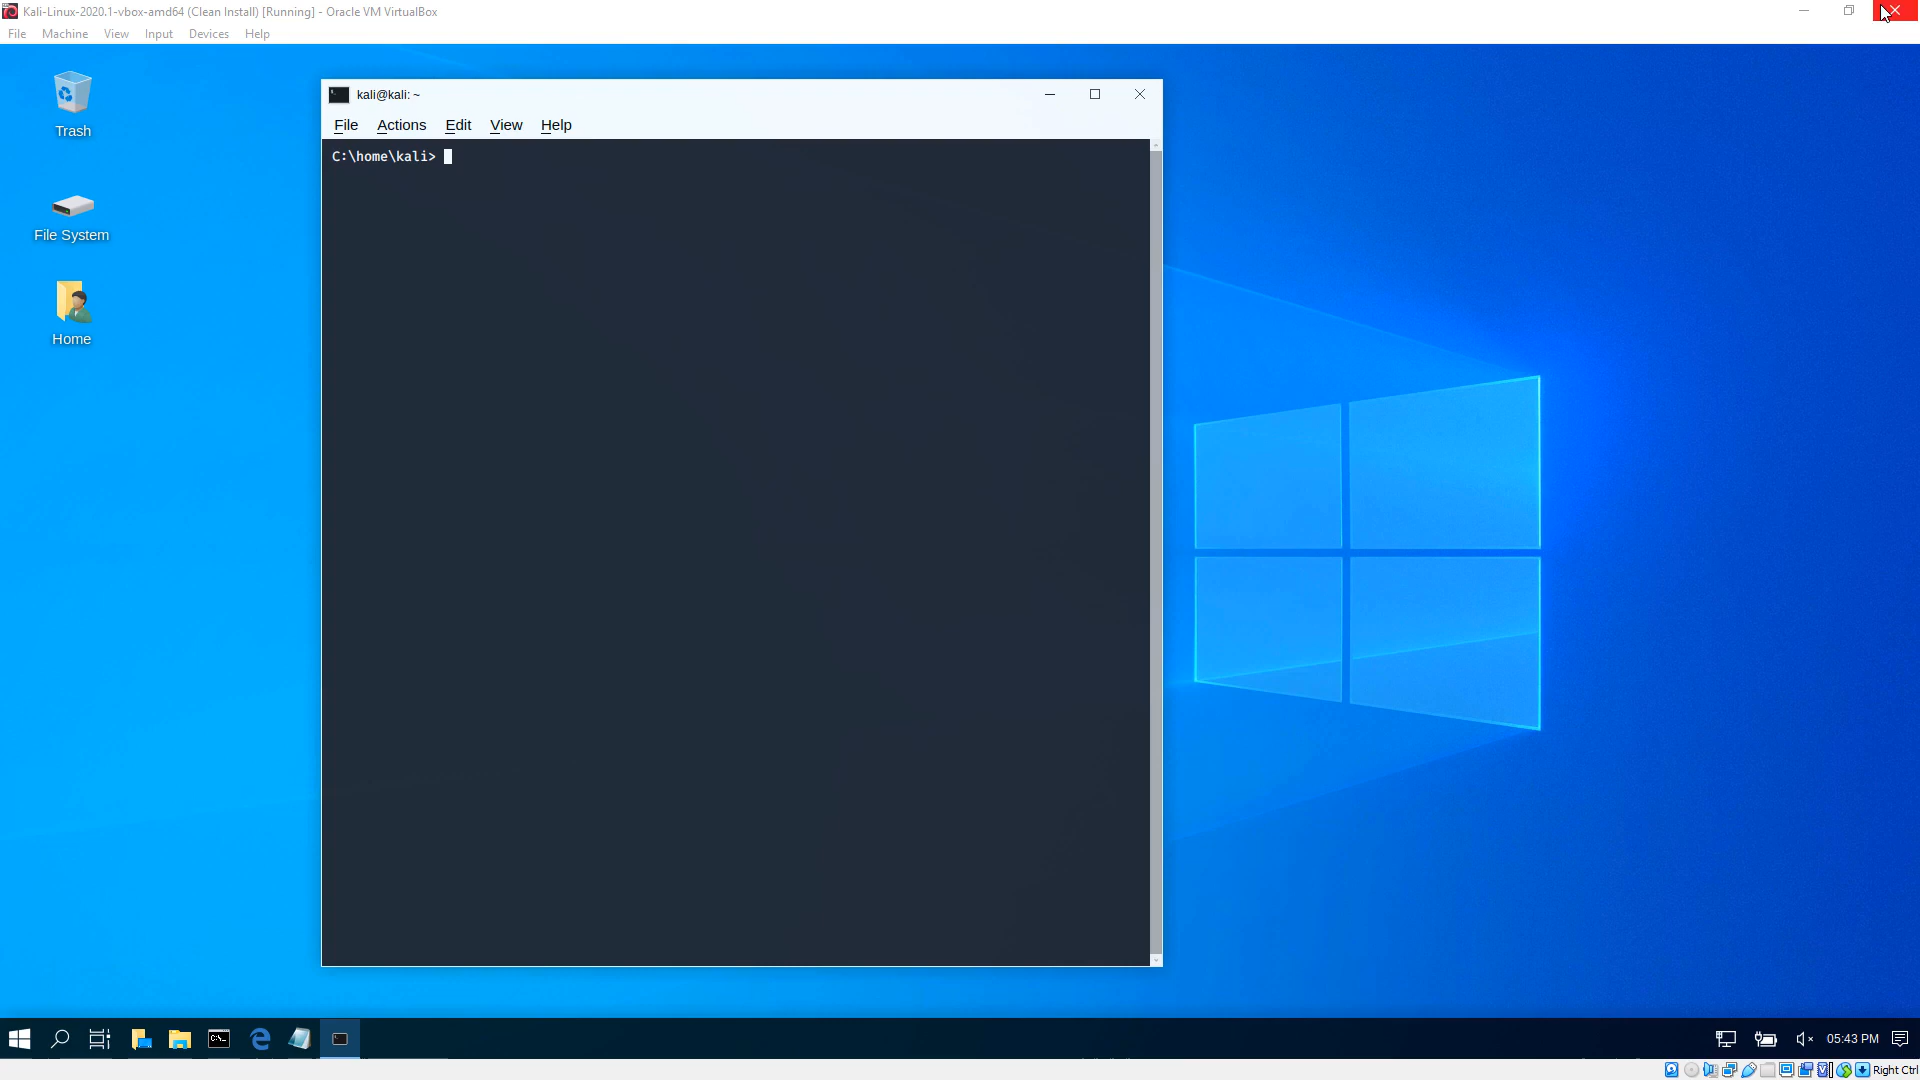 Kali-Linux-2020.1-vbox-amd64 (Clean Install) [Running] - Oracle VM VirtualBox
File Machine View Input Devices Help
Trash
File System
Home
kali@kali: ~
File Actions Edit View Help
C:\home\kali>
05:43 PM
Right Ctrl